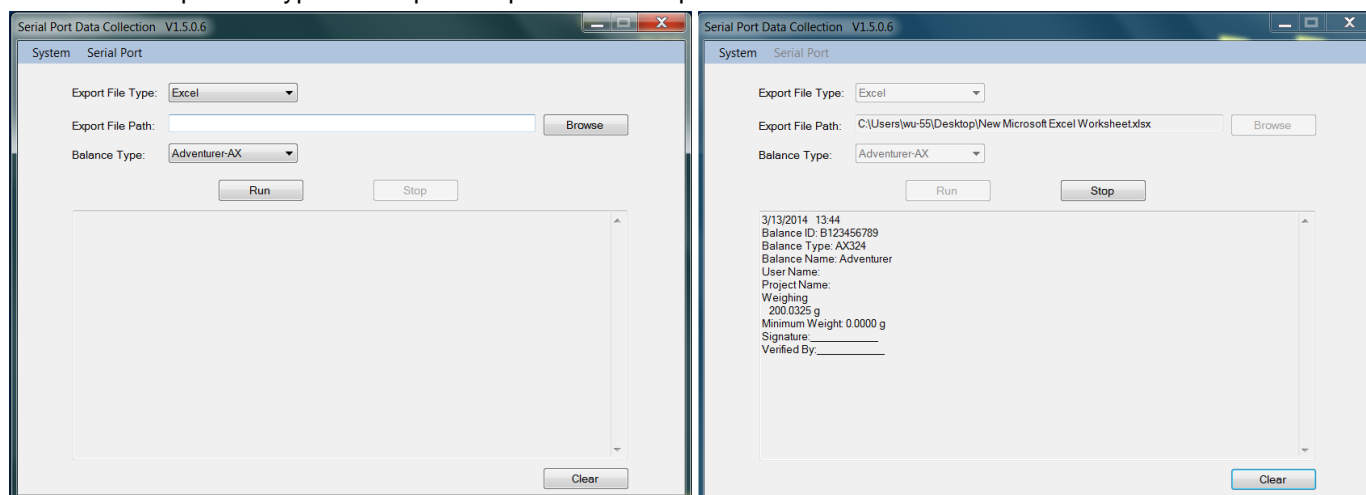 Serial Port Data Collection V1.5.0.6
System Serial Port
Export File Type: Excel
Export File Path: Browse
Balance Type: Adventurer-AX
Run Stop
Clear
Serial Port Data Collection V1.5.0.6
System Serial Port
Export File Type: Excel
Export File Path: C:\Users\wu-55\Desktop\New Microsoft Excel Worksheet.xlsx Browse
Balance Type: Adventurer-AX
Run Stop
3/13/2014 13:44
Balance ID: B123456789
Balance Type: AX324
Balance Name: Adventurer
User Name:
Project Name:
Weighing
200.0325 g
Minimum Weight: 0.0000 g
Signature:____________
Verified By:____________
Clear